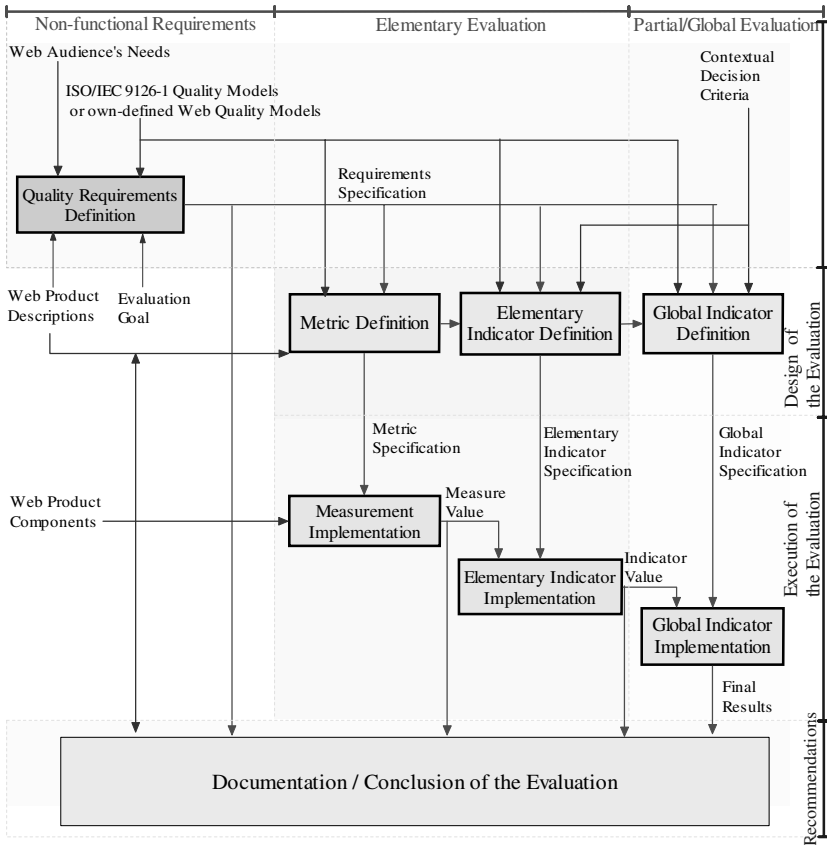 Non-functional Requirements
Elementary Evaluation
Partial/Global Evaluation
Web Audience's Needs
ISO/IEC 9126-1 Quality Models
or own-defined Web Quality Models
Contextual
Decision
Criteria
Requirements
Specification
Quality Requirements
Definition
Web Product
Descriptions
Evaluation
Goal
Metric Definition
Elementary
Indicator Definition
Global Indicator
Definition
Design of
the Evaluation
Metric
Specification
Elementary
Indicator
Specification
Global
Indicator
Specification
Web Product
Components
Measurement
Implementation
Measure
Value
Elementary Indicator
Implementation
Indicator
Value
Global Indicator
Implementation
Execution of
the Evaluation
Final
Results
Documentation / Conclusion of the Evaluation
Recommendations